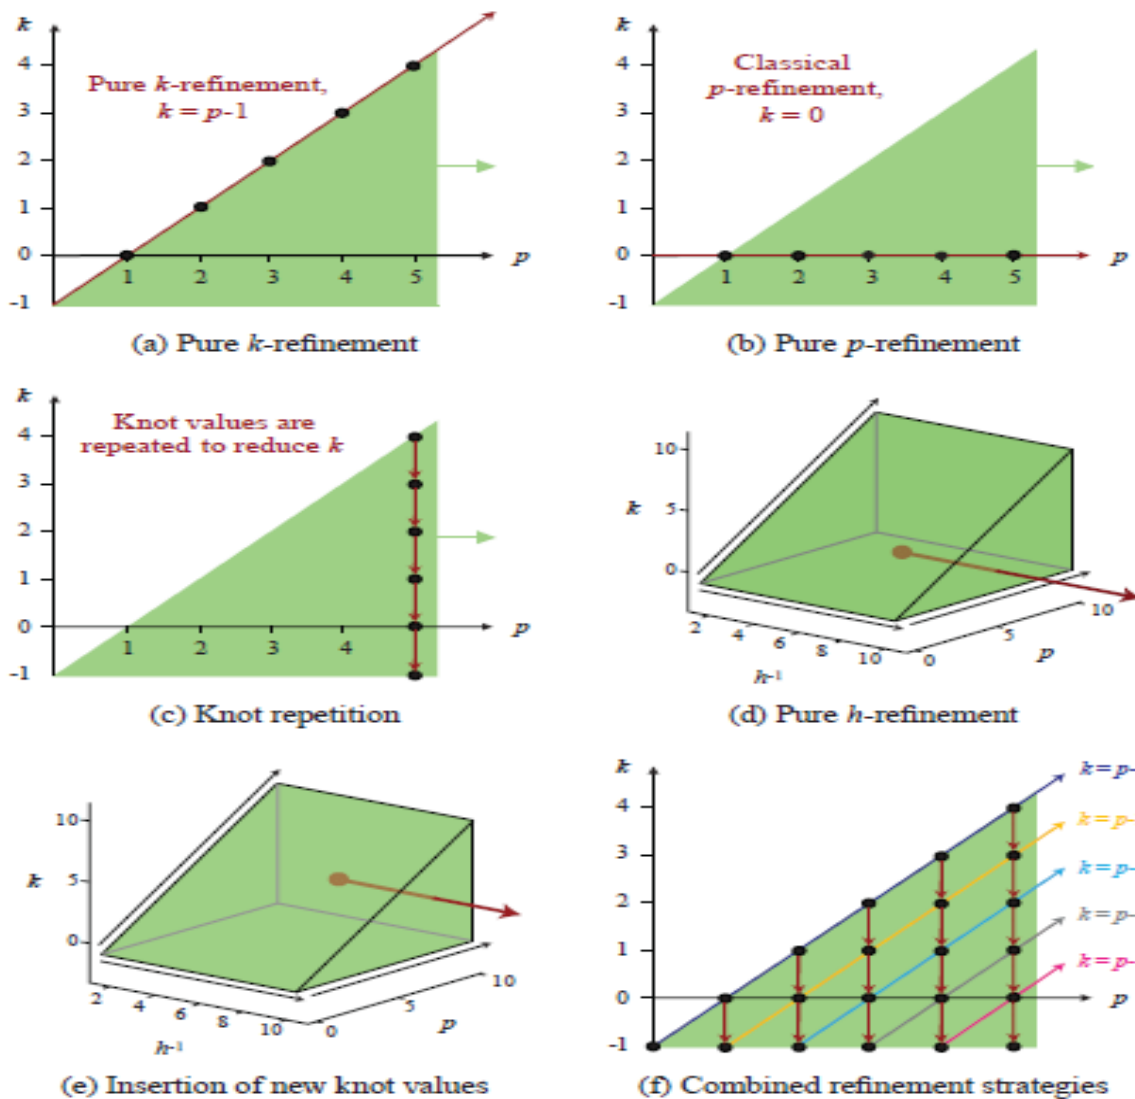 k
4
3
2
1
0
-1
Pure k-refinement,
k = p-1
1 2 3 4 5 p
(a) Pure k-refinement
k
4
3
2
1
0
-1
Classical
p-refinement,
k = 0
1 2 3 4 5 p
(b) Pure p-refinement
k
4
3
2
1
0
-1
Knot values are
repeated to reduce k
1 2 3 4 p
(c) Knot repetition
10
5
0
k
2 4 6 8 10
h-1
0 5 10
p
(d) Pure h-refinement
10
5
0
k
2 4 6 8 10
h-1
0 5 10
p
(e) Insertion of new knot values
k
4
3
2
1
0
-1
k = p-
k = p-
k = p-
k = p-
k = p-
p
(f) Combined refinement strategies